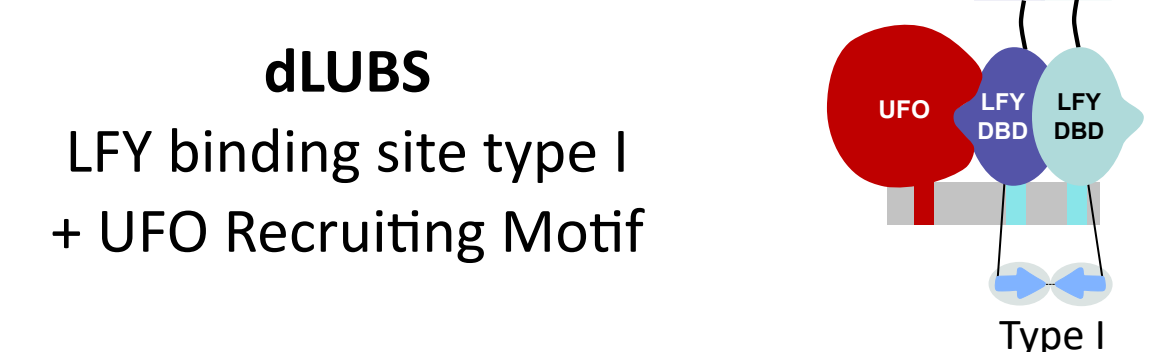 dLUBS
LFY binding site type I
+ UFO Recruiting Motif
UFO
LFY
DBD
LFY
DBD
Type I